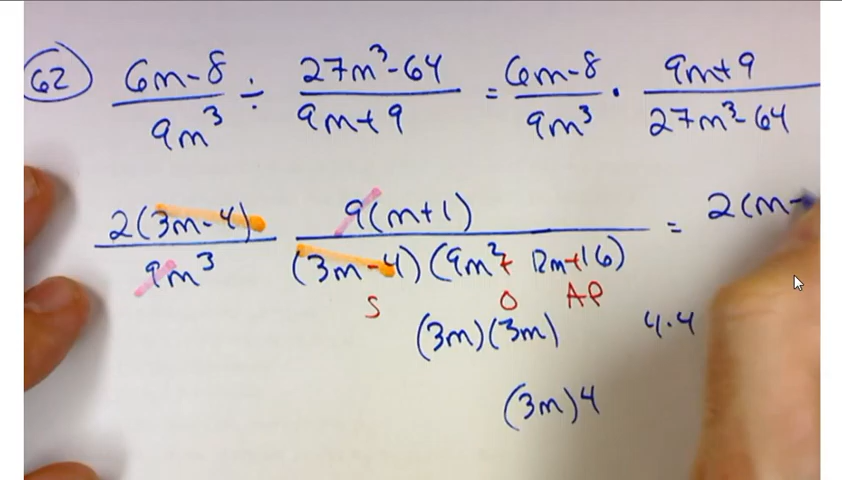 62 (6m-8)/(9m³) ÷ (27m³-64)/(9m+9) = (6m-8)/(9m³) · (9m+9)/(27m³-64)
2(3m-4)/(9m³) 9(m+1)/((3m-4)(9m²+12m+16)) = 2(m
S O AP
(3m)(3m) 4.4
(3m)4